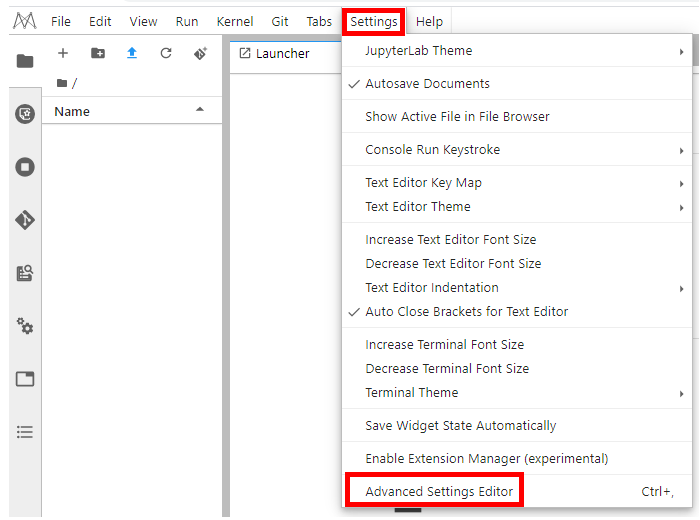 File Edit View Run Kernel Git Tabs Settings Help
Launcher
/
Name
JupyterLab Theme
Autosave Documents
Show Active File in File Browser
Console Run Keystroke
Text Editor Key Map
Text Editor Theme
Increase Text Editor Font Size
Decrease Text Editor Font Size
Text Editor Indentation
Auto Close Brackets for Text Editor
Increase Terminal Font Size
Decrease Terminal Font Size
Terminal Theme
Save Widget State Automatically
Enable Extension Manager (experimental)
Advanced Settings Editor Ctrl+,